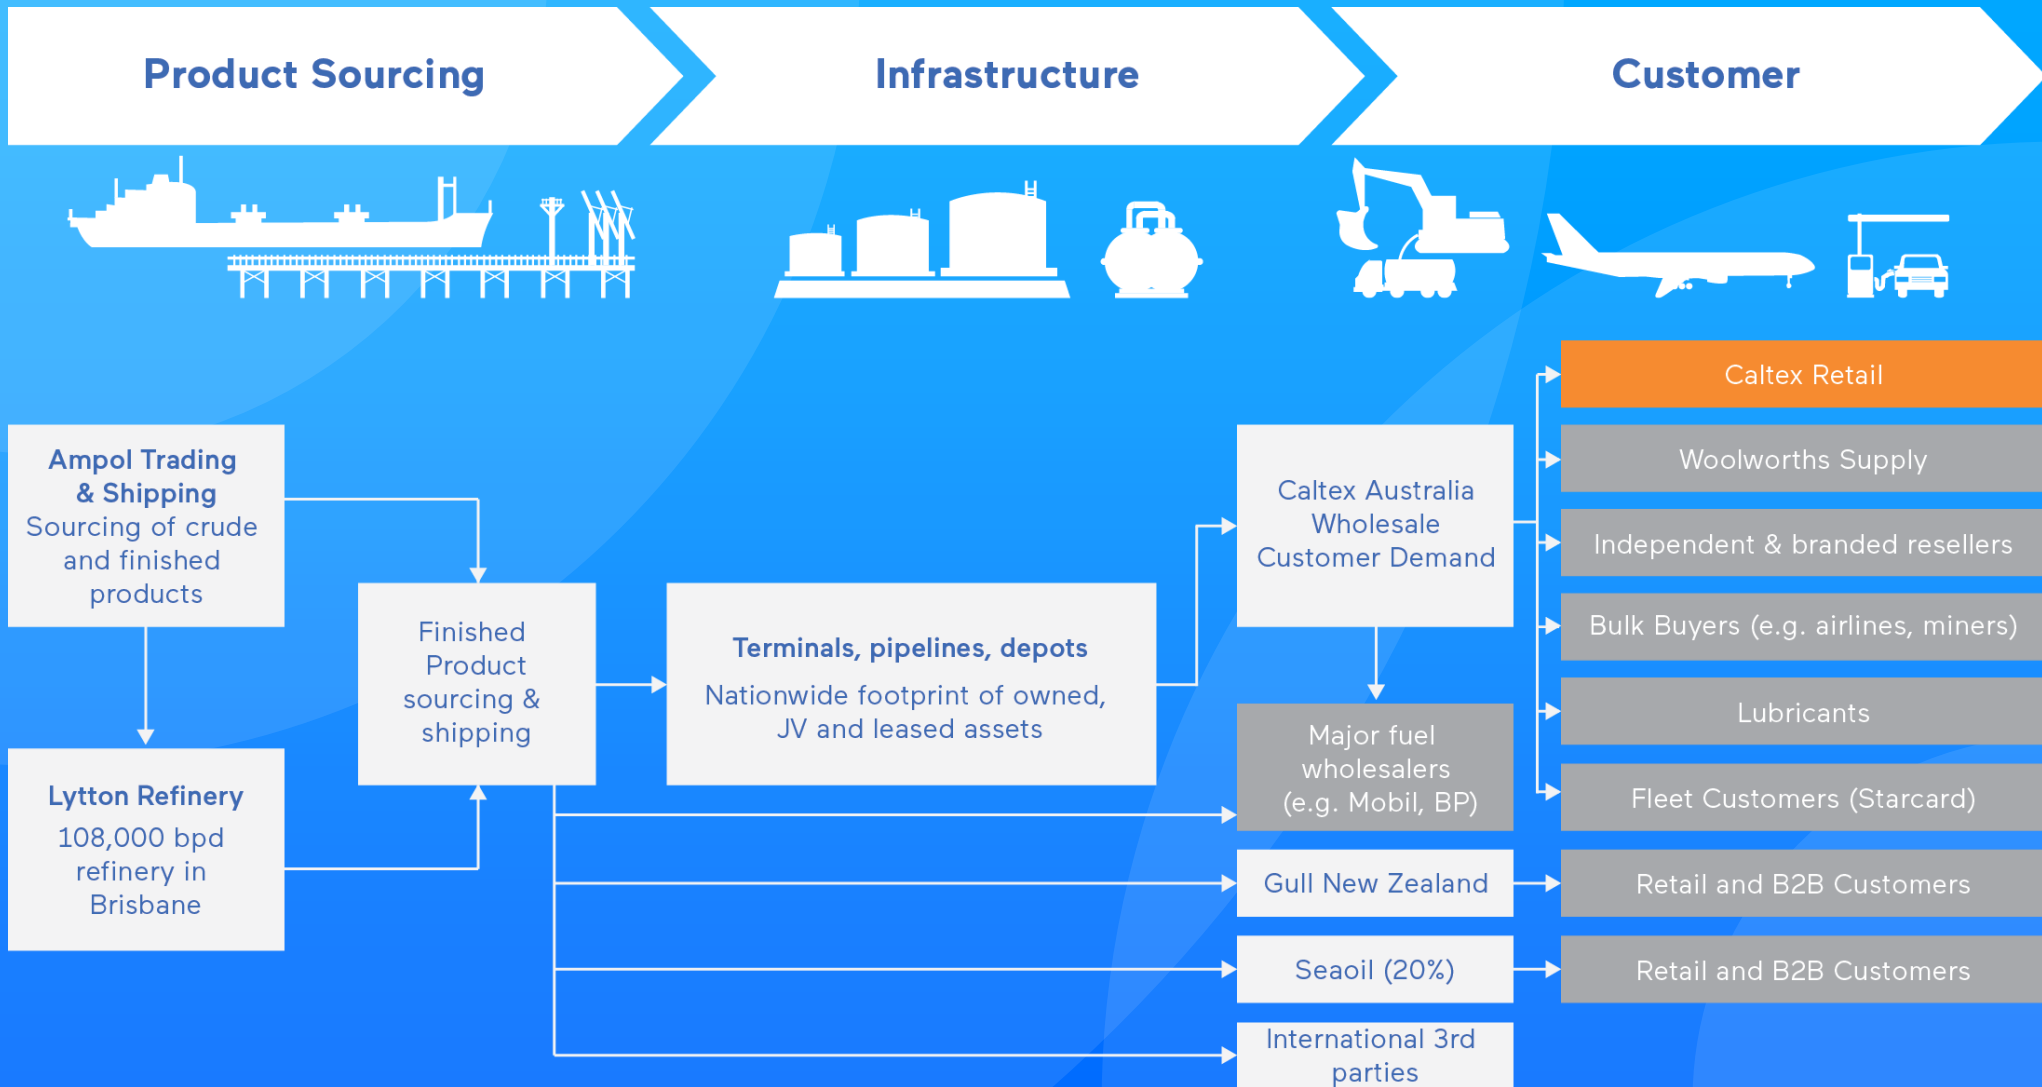 Product Sourcing
Infrastructure
Customer
Ampol Trading
& Shipping
Sourcing of crude
and finished
products
Lytton Refinery
108,000 bpd
refinery in
Brisbane
Finished
Product
sourcing &
shipping
Terminals, pipelines, depots
Nationwide footprint of owned,
JV and leased assets
Caltex Australia
Wholesale
Customer Demand
Major fuel
wholesalers
(e.g. Mobil, BP)
Gull New Zealand
Seaoil (20%)
International 3rd
parties
Caltex Retail
Woolworths Supply
Independent & branded resellers
Bulk Buyers (e.g. airlines, miners)
Lubricants
Fleet Customers (Starcard)
Retail and B2B Customers
Retail and B2B Customers